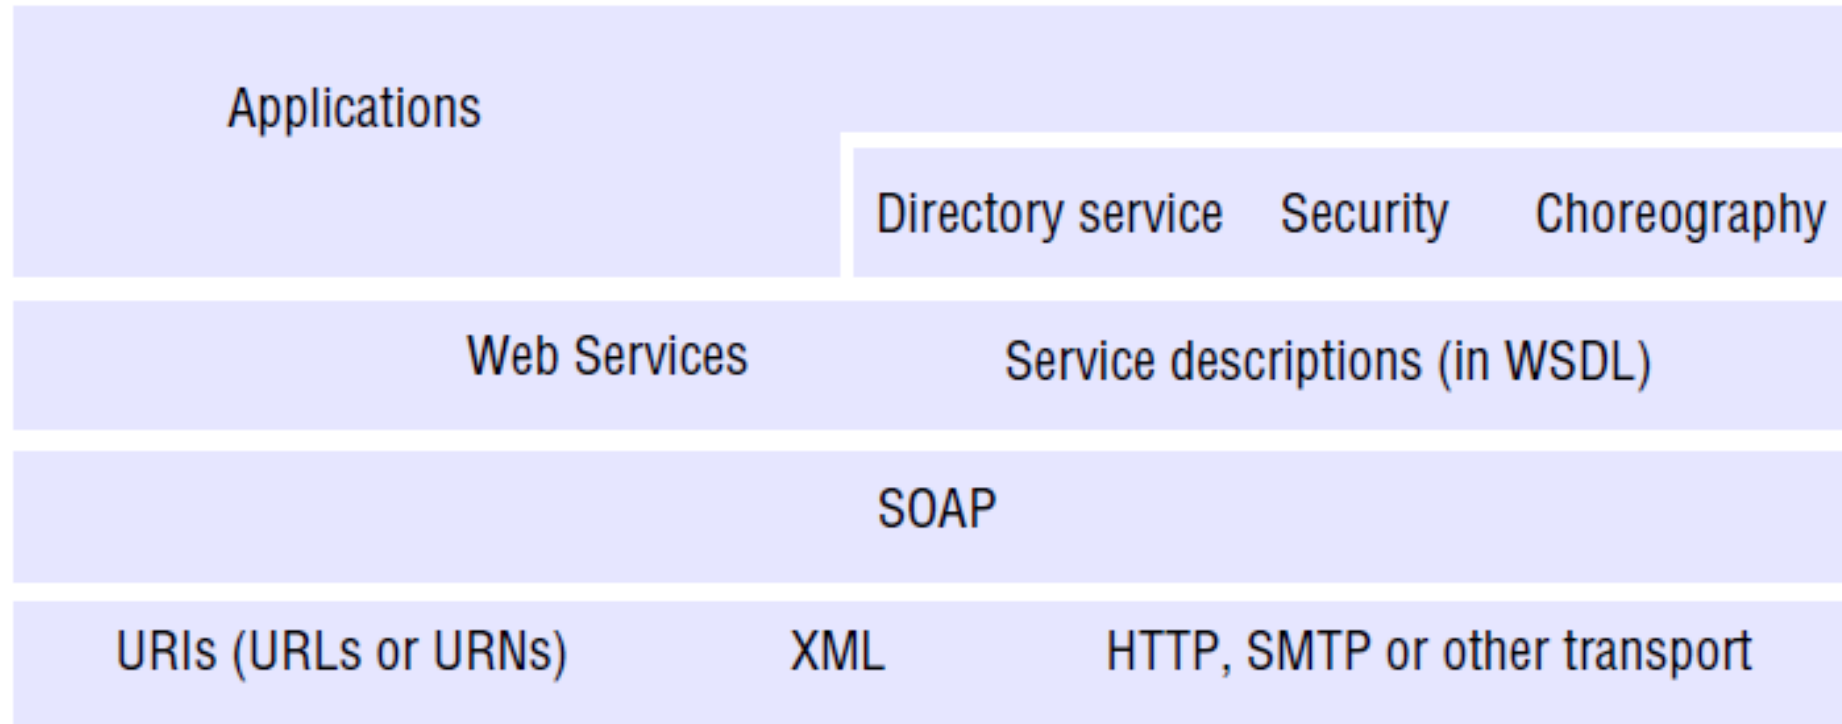 Applications
Directory service Security Choreography
Web Services Service descriptions (in WSDL)
SOAP
URIs (URLs or URNs) XML HTTP, SMTP or other transport